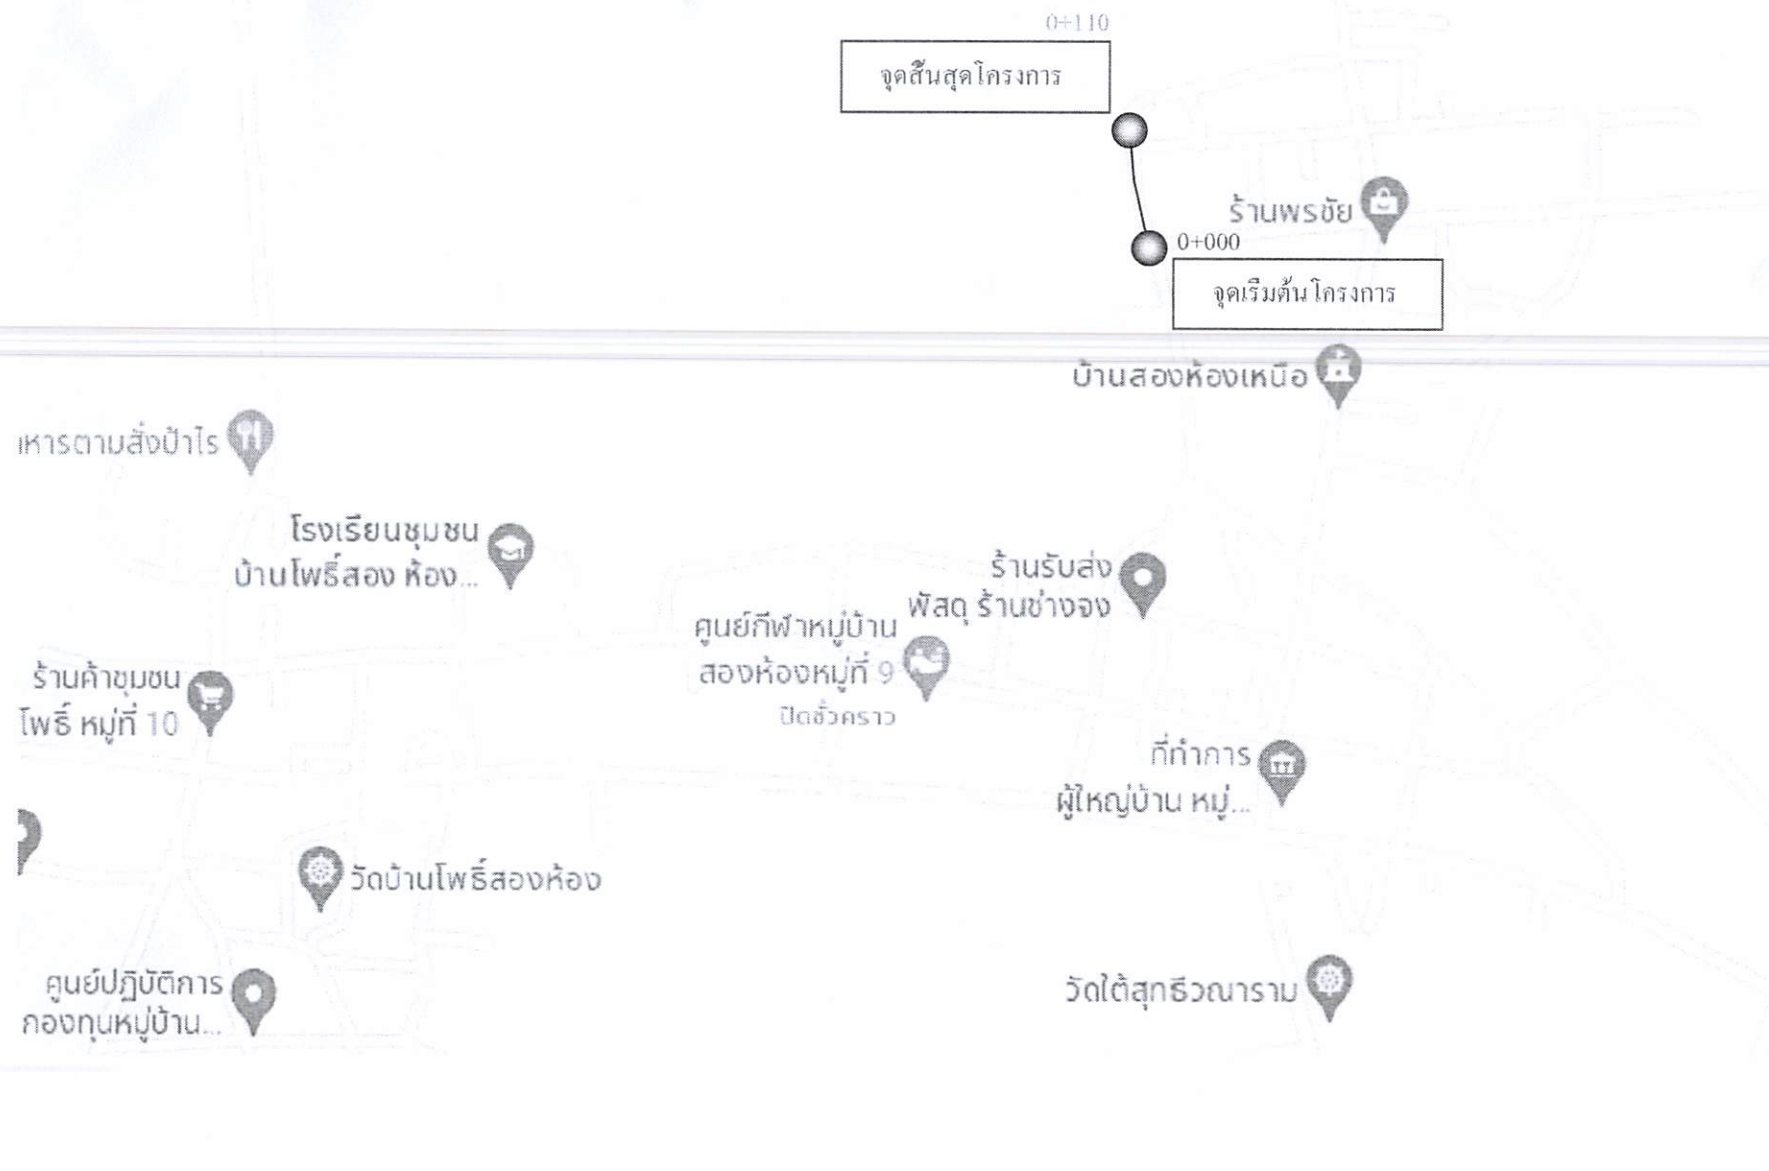 0+110
จุดสิ้นสุดโครงการ
ร้านพรชัย
0+000
จุดเริ่มต้นโครงการ
บ้านสองห้องเหนือ
หารตามสั่งป้าไร
โรงเรียนชุมชน
บ้านโพธิ์สอง ห้อง...
ร้านรับส่ง
พัสดุ ร้านช่างจง
ศูนย์กีฬาหมู่บ้าน
สองห้องหมู่ที่ 9
ปิดชั่วคราว
ร้านค้าชุมชน
โพธิ์ หมู่ที่ 10
ที่ทำการ
ผู้ใหญ่บ้าน หมู่...
วัดบ้านโพธิ์สองห้อง
ศูนย์ปฏิบัติการ
กองทุนหมู่บ้าน...
วัดใต้สุทธีวณาราม